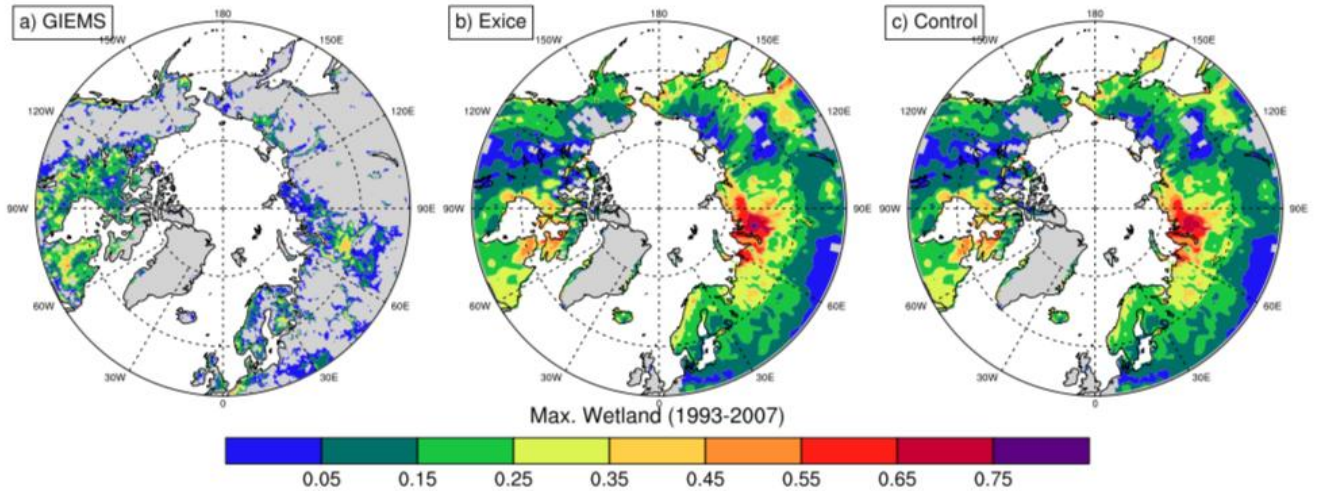 a) GIEMS
180
150W
150E
120W
120E
90W
90E
60W
60E
30W
30E
0
b) Exice
180
150W
150E
120W
120E
90W
90E
60W
60E
30W
30E
0
c) Control
180
150W
150E
120W
120E
90W
90E
60W
60E
30W
30E
0
Max. Wetland (1993-2007)
0.05 0.15 0.25 0.35 0.45 0.55 0.65 0.75